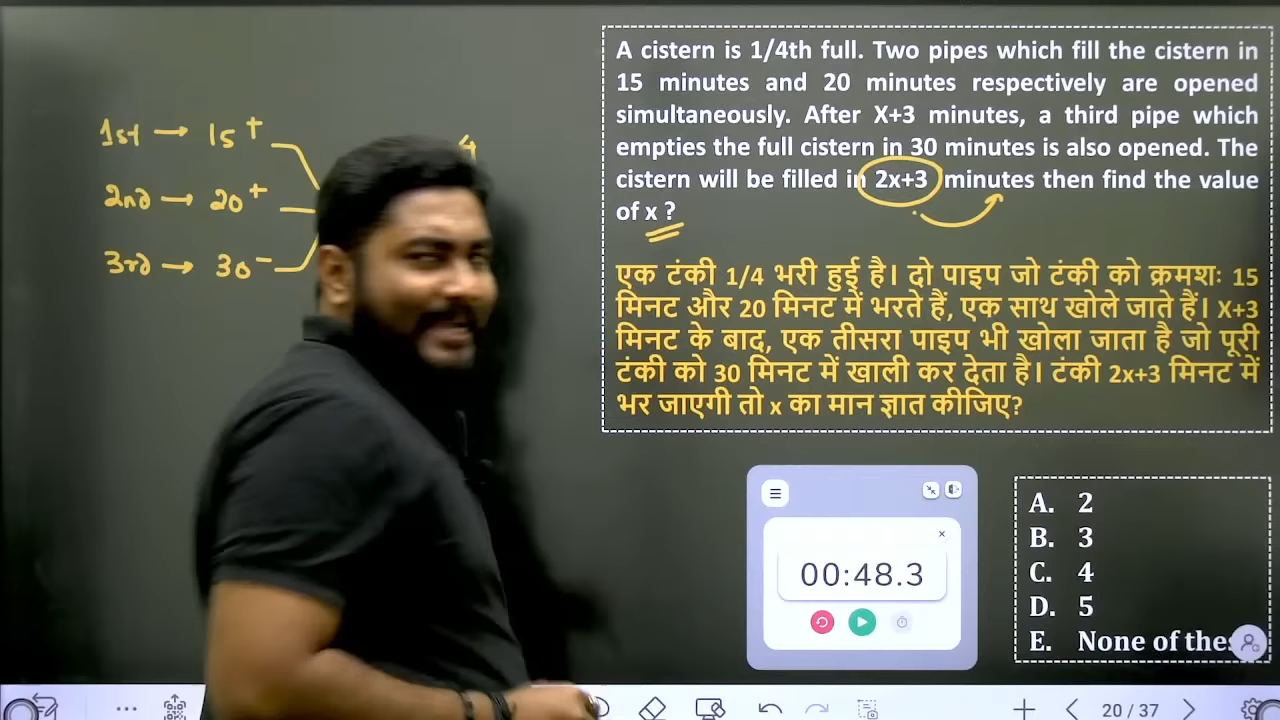 A cistern is 1/4th full. Two pipes which fill the cistern in
15 minutes and 20 minutes respectively are opened
simultaneously. After X+3 minutes, a third pipe which
empties the full cistern in 30 minutes is also opened. The
cistern will be filled in 2x+3 minutes then find the value
of x ?
एक टंकी 1/4 भरी हुई है। दो पाइप जो टंकी को क्रमशः 15
मिनट और 20 मिनट में भरते हैं, एक साथ खोले जाते हैं। X+3
मिनट के बाद, एक तीसरा पाइप भी खोला जाता है जो पूरी
टंकी को 30 मिनट में खाली कर देता है। टंकी 2x+3 मिनट में
भर जाएगी तो x का मान ज्ञात कीजिए?
1st → 15 +
2nd → 20 +
3rd → 30 −
4
00:48.3
A. 2
B. 3
C. 4
D. 5
E. None of
20 / 37